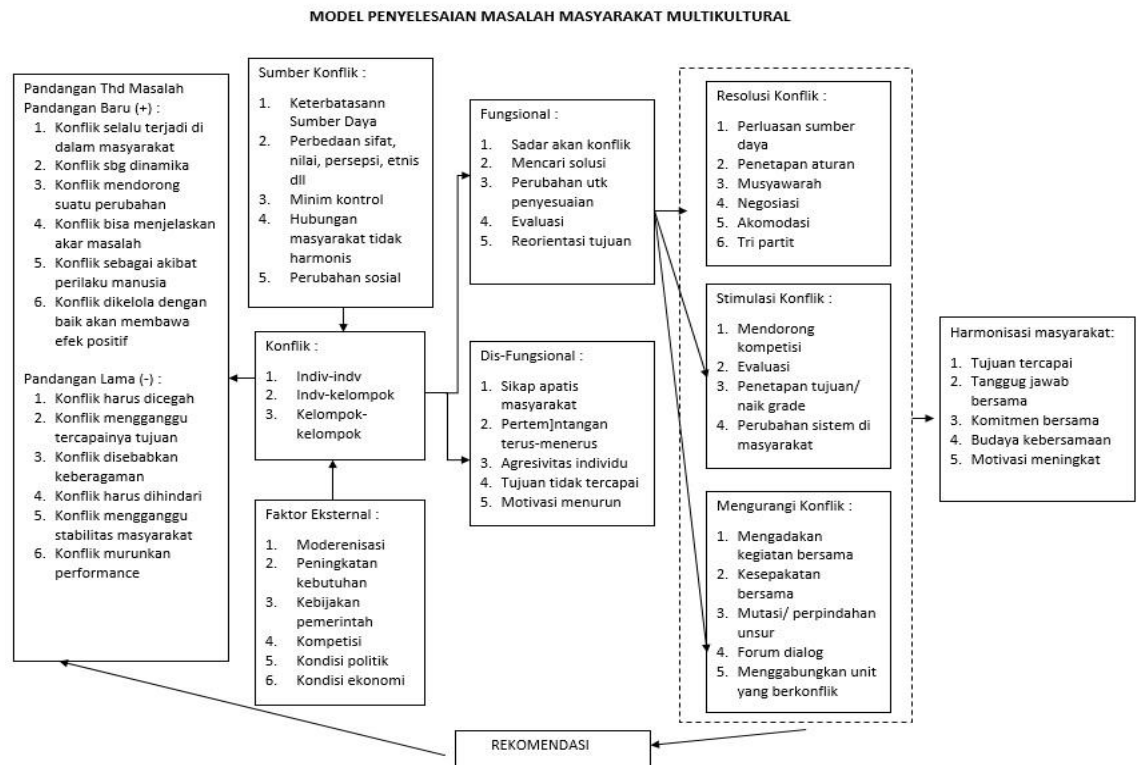 MODEL PENYELESAIAN MASALAH MASYARAKAT MULTIKULTURAL
Pandangan Thd Masalah
Pandangan Baru (+) :
1. Konflik selalu terjadi di
dalam masyarakat
2. Konflik sbg dinamika
3. Konflik mendorong
suatu perubahan
4. Konflik bisa menjelaskan
akar masalah
5. Konflik sebagai akibat
perilaku manusia
6. Konflik dikelola dengan
baik akan membawa
efek positif
Pandangan Lama (-) :
1. Konflik harus dicegah
2. Konflik mengganggu
tercapainya tujuan
3. Konflik disebabkan
keberagaman
4. Konflik harus dihindari
5. Konflik mengganggu
stabilitas masyarakat
6. Konflik murunkan
performance
Sumber Konflik :
1. Keterbatasann
Sumber Daya
2. Perbedaan sifat,
nilai, persepsi, etnis
dll
3. Minim kontrol
4. Hubungan
masyarakat tidak
harmonis
5. Perubahan sosial
Konflik :
1. Indiv-indv
2. Indv-kelompok
3. Kelompok-
kelompok
Faktor Eksternal :
1. Moderenisasi
2. Peningkatan
kebutuhan
3. Kebijakan
pemerintah
4. Kompetisi
5. Kondisi politik
6. Kondisi ekonomi
Fungsional :
1. Sadar akan konflik
2. Mencari solusi
3. Perubahan utk
penyesuaian
4. Evaluasi
5. Reorientasi tujuan
Dis-Fungsional :
1. Sikap apatis
masyarakat
2. Pertem]ntangan
terus-menerus
3. Agresivitas individu
4. Tujuan tidak tercapai
5. Motivasi menurun
Resolusi Konflik :
1. Perluasan sumber
daya
2. Penetapan aturan
3. Musyawarah
4. Negosiasi
5. Akomodasi
6. Tri partit
Stimulasi Konflik :
1. Mendorong
kompetisi
2. Evaluasi
3. Penetapan tujuan/
naik grade
4. Perubahan sistem di
masyarakat
Mengurangi Konflik :
1. Mengadakan
kegiatan bersama
2. Kesepakatan
bersama
3. Mutasi/ perpindahan
unsur
4. Forum dialog
5. Menggabungkan unit
yang berkonflik
Harmonisasi masyarakat:
1. Tujuan tercapai
2. Tanggug jawab
bersama
3. Komitmen bersama
4. Budaya kebersamaan
5. Motivasi meningkat
REKOMENDASI